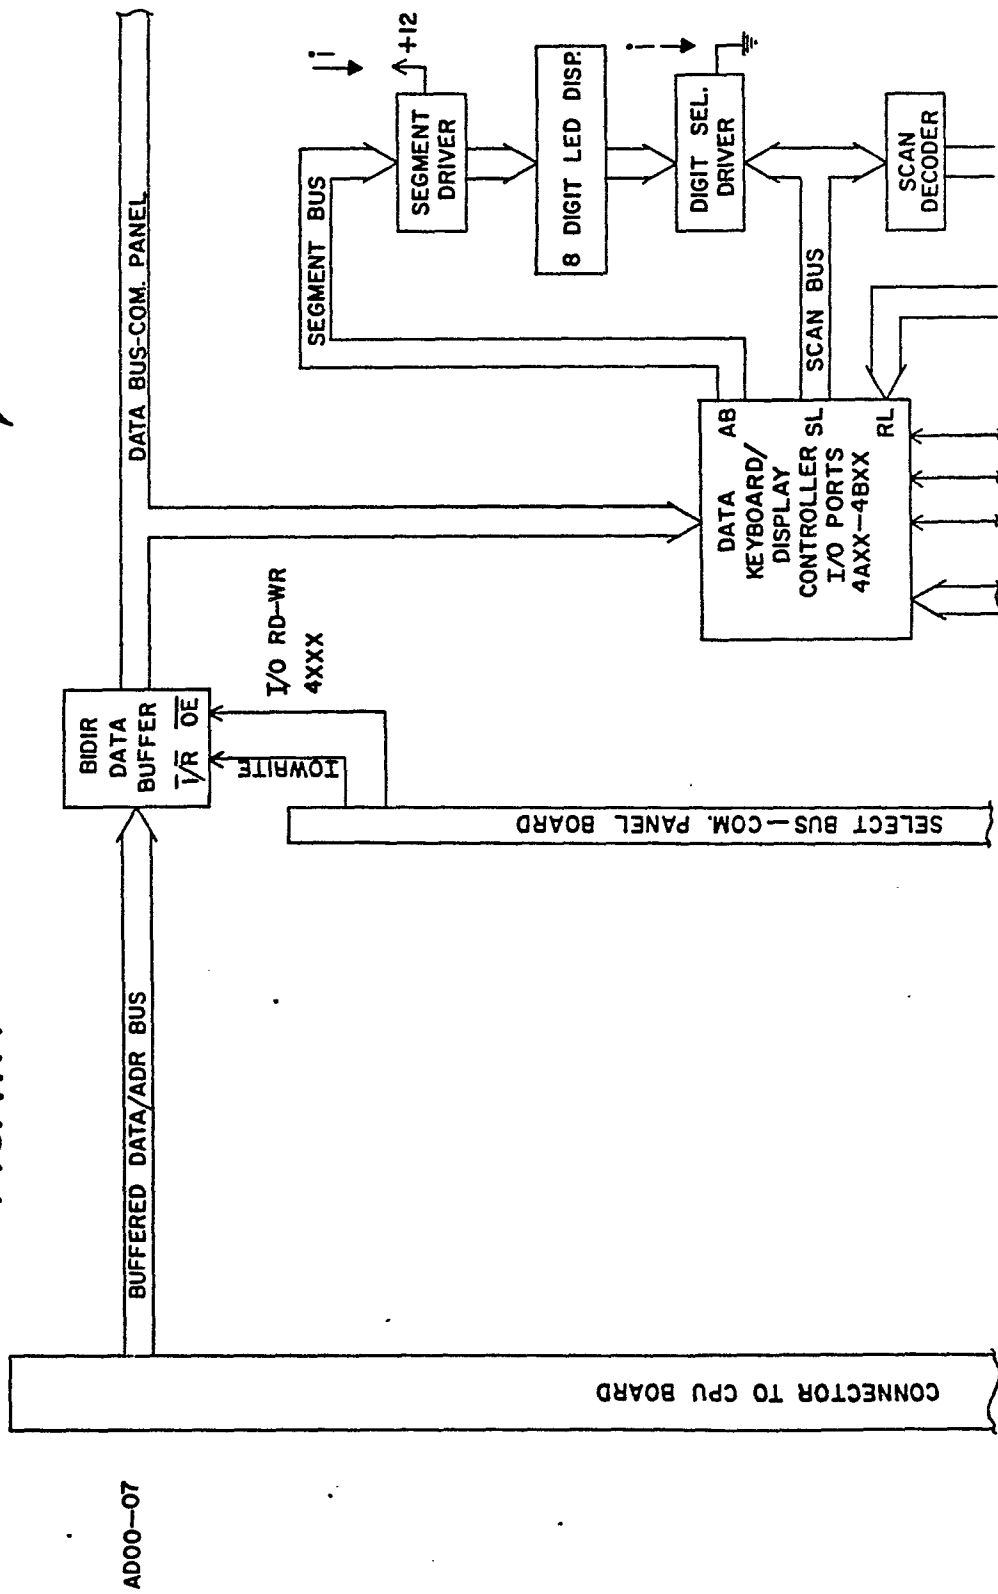 AD00-07
CONNECTOR TO CPU BOARD
BUFFERED DATA/ADR BUS
BIDIR
DATA
BUFFER
I/R OE
IOWRITE
I/O RD-WR
4XXX
SELECT BUS-COM. PANEL BOARD
DATA BUS-COM. PANEL
DATA
KEYBOARD/
DISPLAY
CONTROLLER
I/O PORTS
4AXX-4BXX
AB
SL
RL
SEGMENT BUS
SCAN BUS
i
+12
SEGMENT
DRIVER
8 DIGIT LED DISP.
i
DIGIT SEL.
DRIVER
SCAN
DECODER